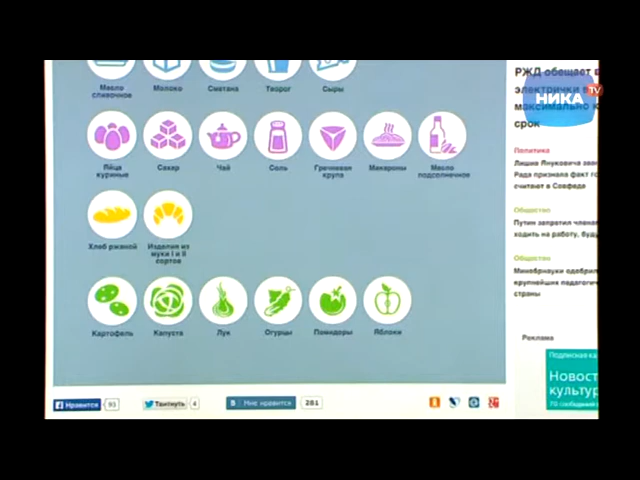 Масло
сливочное
Молоко
Сметана
Творог
Сыры
Яйца
куриные
Сахар
Чай
Соль
Гречневая
крупа
Макароны
Масло
подсолнечное
Хлеб ржаной
Изделия из
муки I и II
сортов
Картофель
Капуста
Лук
Огурцы
Помидоры
Яблоки
Нравится 93
Твитнуть 4
В Мне нравится 281
РЖД обещает
электрички
максимально
срок
НИКА TV
Политика
Лишив Януковича
Рада признала факт
считает в Совфеде
Общество
Путин запретил
ходить на работу,
Общество
Минобрнауки
крупнейших
страны
Реклама
Подписная
Новост
культур
70